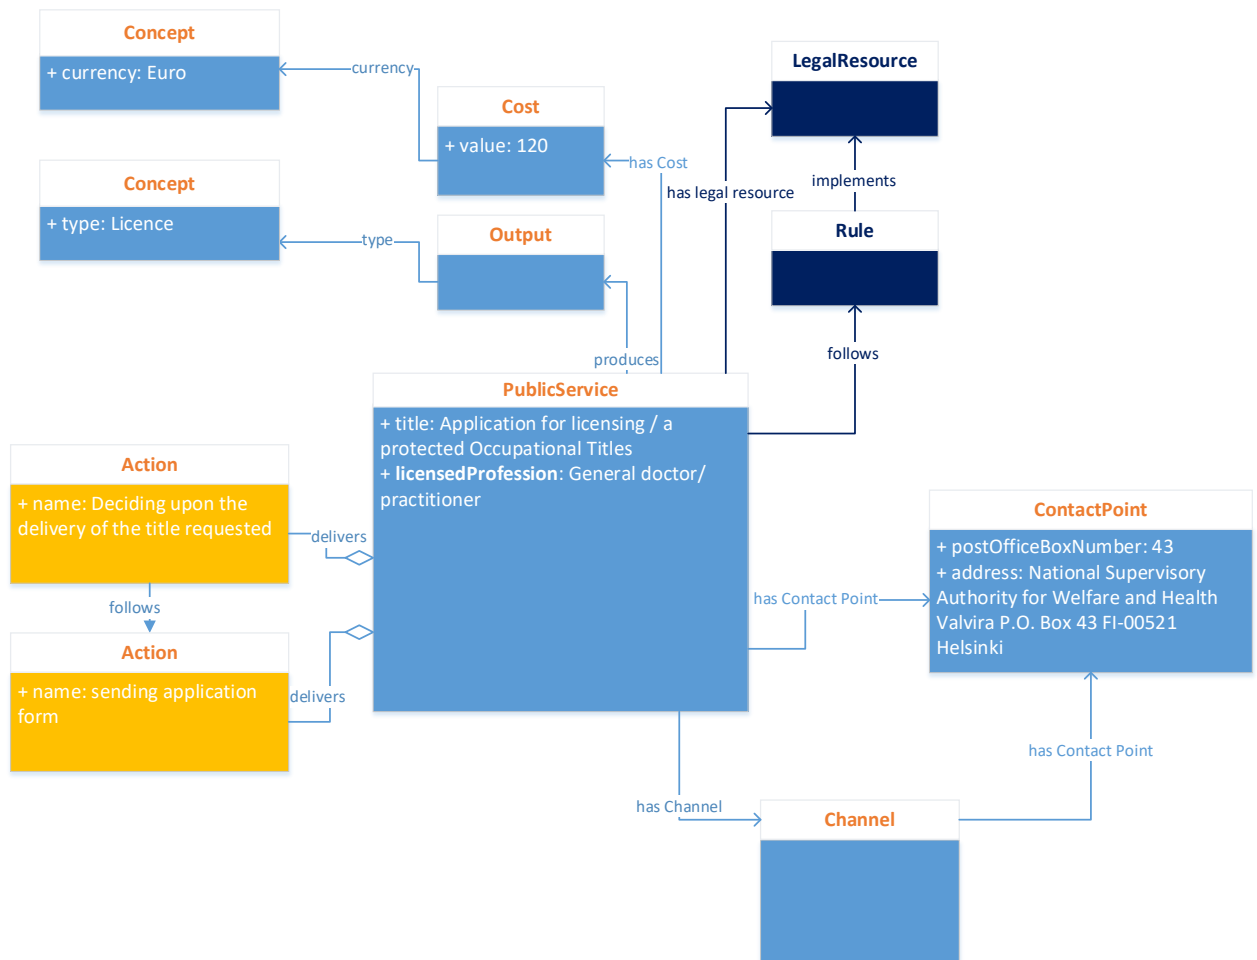 Concept
+ currency: Euro
currency
Cost
+ value: 120
has Cost
LegalResource
has legal resource
implements
Concept
+ type: Licence
type
Output
Rule
produces
follows
PublicService
+ title: Application for licensing / a
protected Occupational Titles
+ licensedProfession: General doctor/
practitioner
Action
+ name: Deciding upon the
delivery of the title requested
delivers
follows
Action
+ name: sending application
form
delivers
has Contact Point
ContactPoint
+ postOfficeBoxNumber: 43
+ address: National Supervisory
Authority for Welfare and Health
Valvira P.O. Box 43 FI-00521
Helsinki
has Contact Point
has Channel
Channel